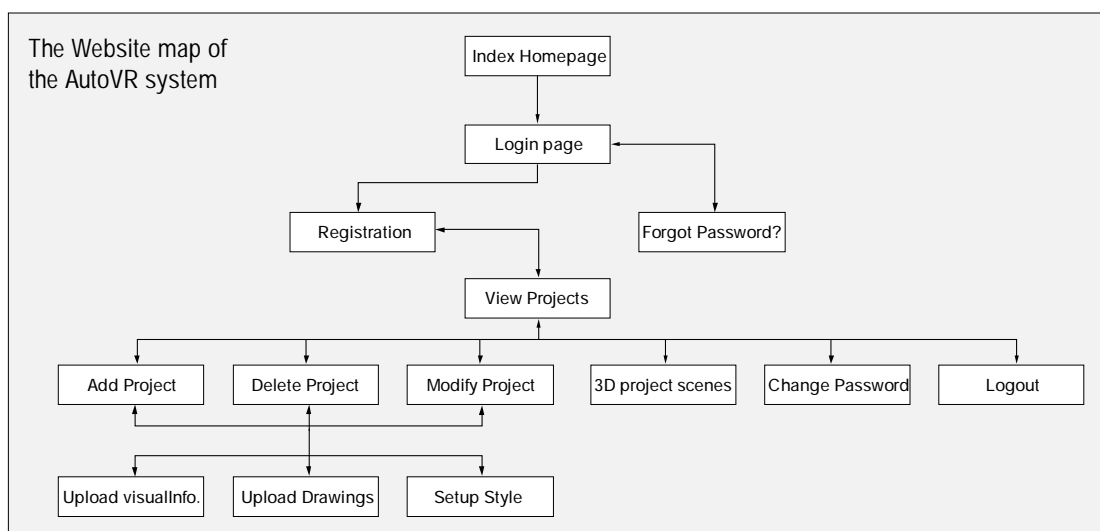 The Website map of
the AutoVR system
Index Homepage
Login page
Registration
Forgot Password?
View Projects
Add Project
Delete Project
Modify Project
3D project scenes
Change Password
Logout
Upload visualInfo.
Upload Drawings
Setup Style